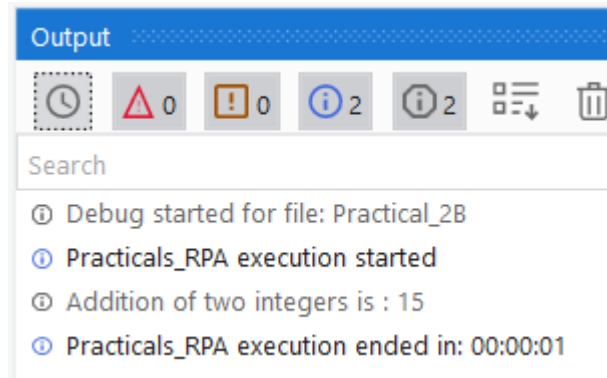 Output
0 0 2 2
Search
Debug started for file: Practical_2B
Practicals_RPA execution started
Addition of two integers is : 15
Practicals_RPA execution ended in: 00:00:01